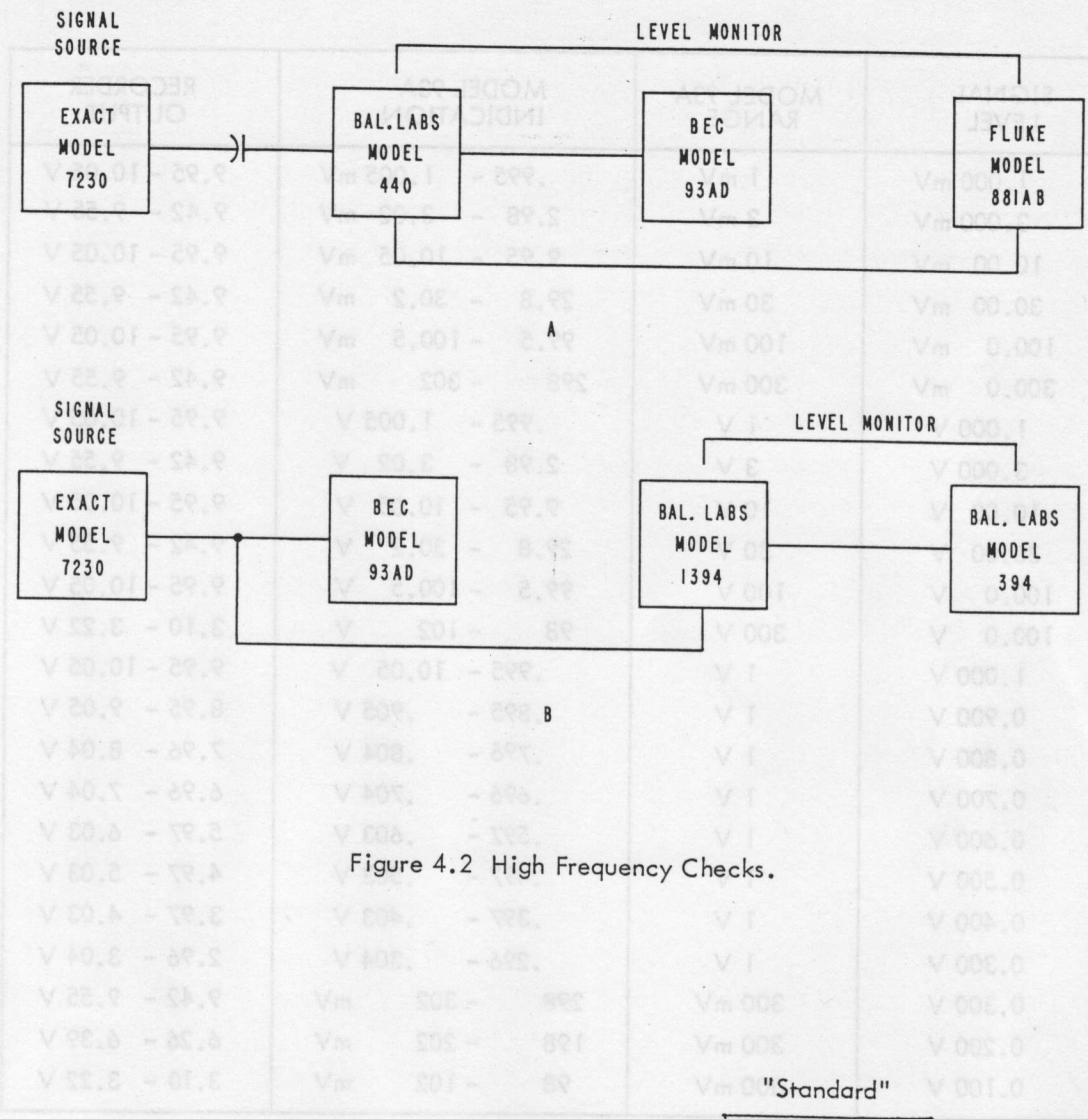 SIGNAL
SOURCE
LEVEL MONITOR
EXACT
MODEL
7230
BAL.LABS
MODEL
440
BEC
MODEL
93AD
FLUKE
MODEL
881AB
A
SIGNAL
SOURCE
LEVEL MONITOR
EXACT
MODEL
7230
BEC
MODEL
93AD
BAL. LABS
MODEL
1394
BAL. LABS
MODEL
394
B
Figure 4.2 High Frequency Checks.
"Standard"